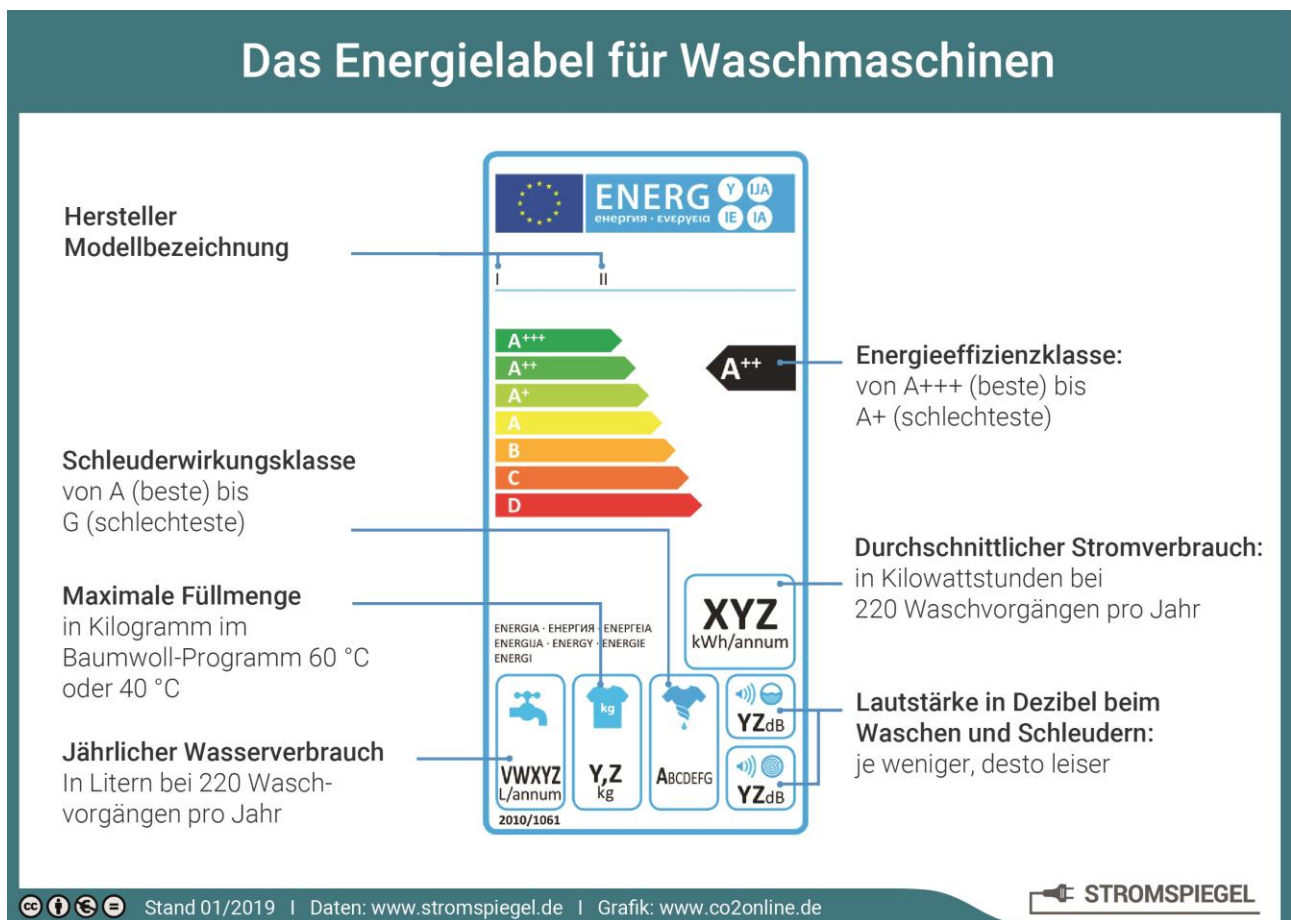 Das Energielabel für Waschmaschinen
Hersteller
Modellbezeichnung
Schleuderwirkungsklasse
von A (beste) bis
G (schlechteste)
Maximale Füllmenge
in Kilogramm im
Baumwoll-Programm 60 °C
oder 40 °C
Jährlicher Wasserverbrauch
In Litern bei 220 Wasch-
vorgängen pro Jahr
ENERG Y IJA
енергия · ενεργεια IE IA
I II
A+++
A++
A+
A
B
C
D
A++
XYZ
kWh/annum
ENERGIA · ЕНЕРГИЯ · ΕΝΕΡΓΕΙΑ
ENERGIJA · ENERGY · ENERGIE
ENERGI
VWXYZ
L/annum
kg
Y,Z
kg
ABCDEFG
YZdB
YZdB
2010/1061
Energieeffizienzklasse:
von A+++ (beste) bis
A+ (schlechteste)
Durchschnittlicher Stromverbrauch:
in Kilowattstunden bei
220 Waschvorgängen pro Jahr
Lautstärke in Dezibel beim
Waschen und Schleudern:
je weniger, desto leiser
cc Stand 01/2019 I Daten: www.stromspiegel.de I Grafik: www.co2online.de
STROMSPIEGEL